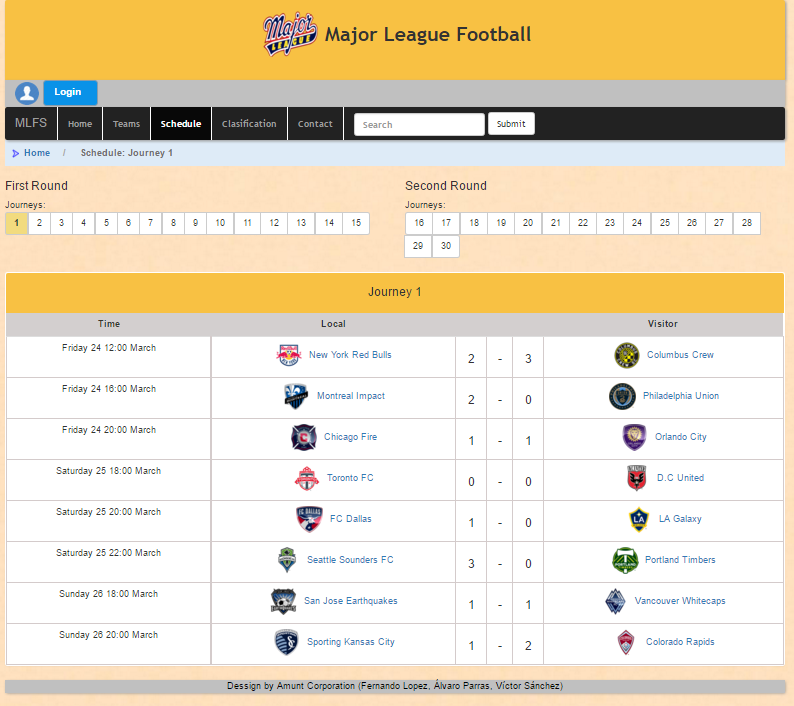 Major League Football
Login
MLFS Home Teams Schedule Clasification Contact Search Submit
Home / Schedule: Journey 1
First Round
Journeys:
1 2 3 4 5 6 7 8 9 10 11 12 13 14 15
Second Round
Journeys:
16 17 18 19 20 21 22 23 24 25 26 27 28
29 30
Journey 1
Time Local Visitor
Friday 24 12:00 March New York Red Bulls 2 - 3 Columbus Crew
Friday 24 16:00 March Montreal Impact 2 - 0 Philadelphia Union
Friday 24 20:00 March Chicago Fire 1 - 1 Orlando City
Saturday 25 18:00 March Toronto FC 0 - 0 D.C United
Saturday 25 20:00 March FC Dallas 1 - 0 LA Galaxy
Saturday 25 22:00 March Seattle Sounders FC 3 - 0 Portland Timbers
Sunday 26 18:00 March San Jose Earthquakes 1 - 1 Vancouver Whitecaps
Sunday 26 20:00 March Sporting Kansas City 1 - 2 Colorado Rapids
Dessign by Amunt Corporation (Fernando Lopez, Álvaro Parras, Víctor Sánchez)